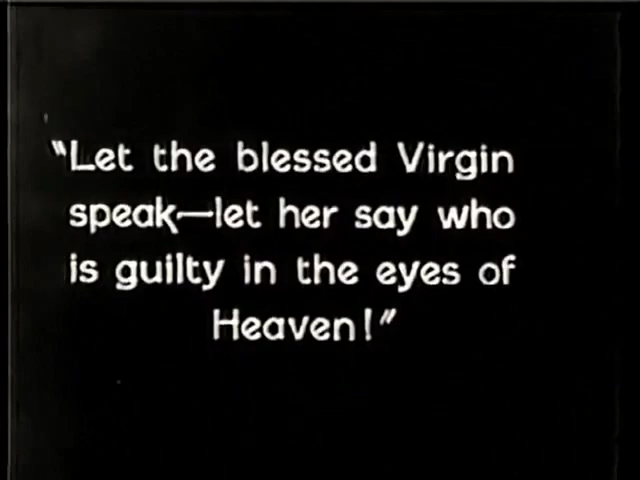 "Let the blessed Virgin
speak—let her say who
is guilty in the eyes of
Heaven!"